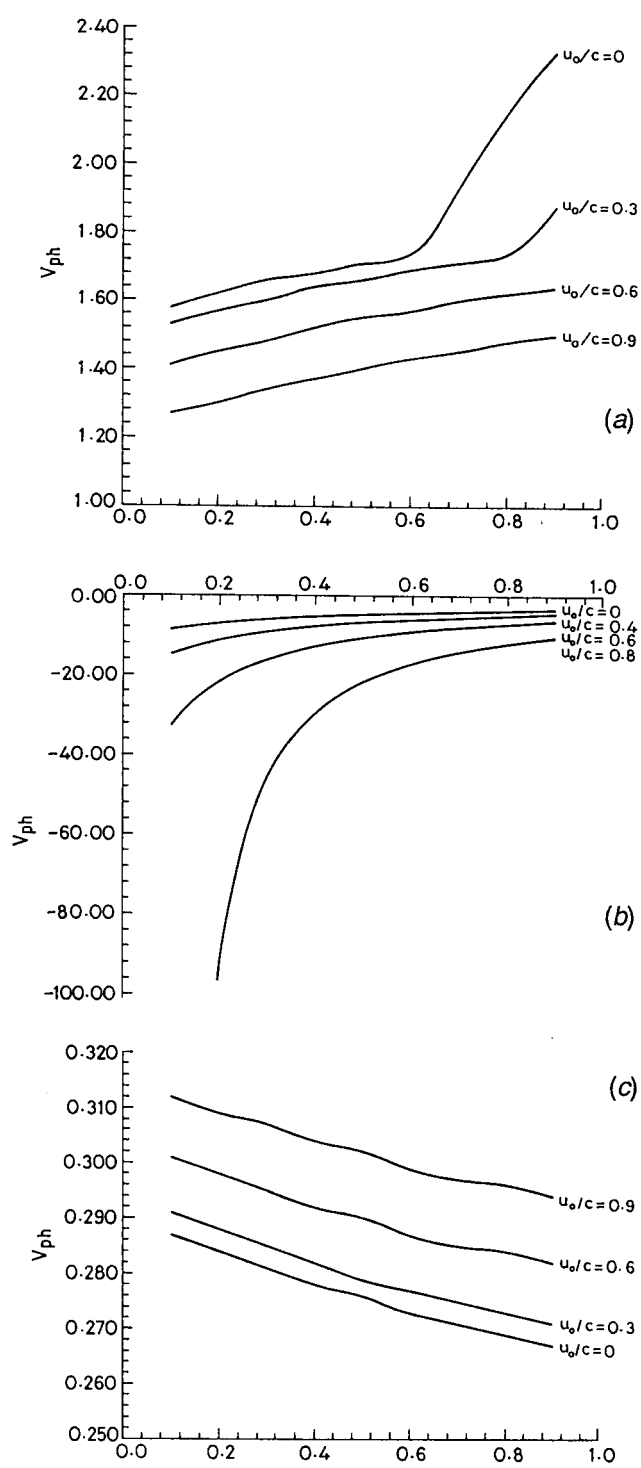 2.40
2.20
2.00
1.80
1.60
1.40
1.20
1.00
Vph
u₀/c=0
u₀/c=0.3
u₀/c=0.6
u₀/c=0.9
(a)
0.0 0.2 0.4 0.6 0.8 1.0
0.0 0.2 0.4 0.6 0.8 1.0
0.00
-20.00
-40.00
-60.00
-80.00
-100.00
Vph
u₀/c=0
u₀/c=0.4
u₀/c=0.6
u₀/c=0.8
(b)
0.320
0.310
0.300
0.290
0.280
0.270
0.260
0.250
Vph
(c)
u₀/c=0.9
u₀/c=0.6
u₀/c=0.3
u₀/c=0
0.0 0.2 0.4 0.6 0.8 1.0